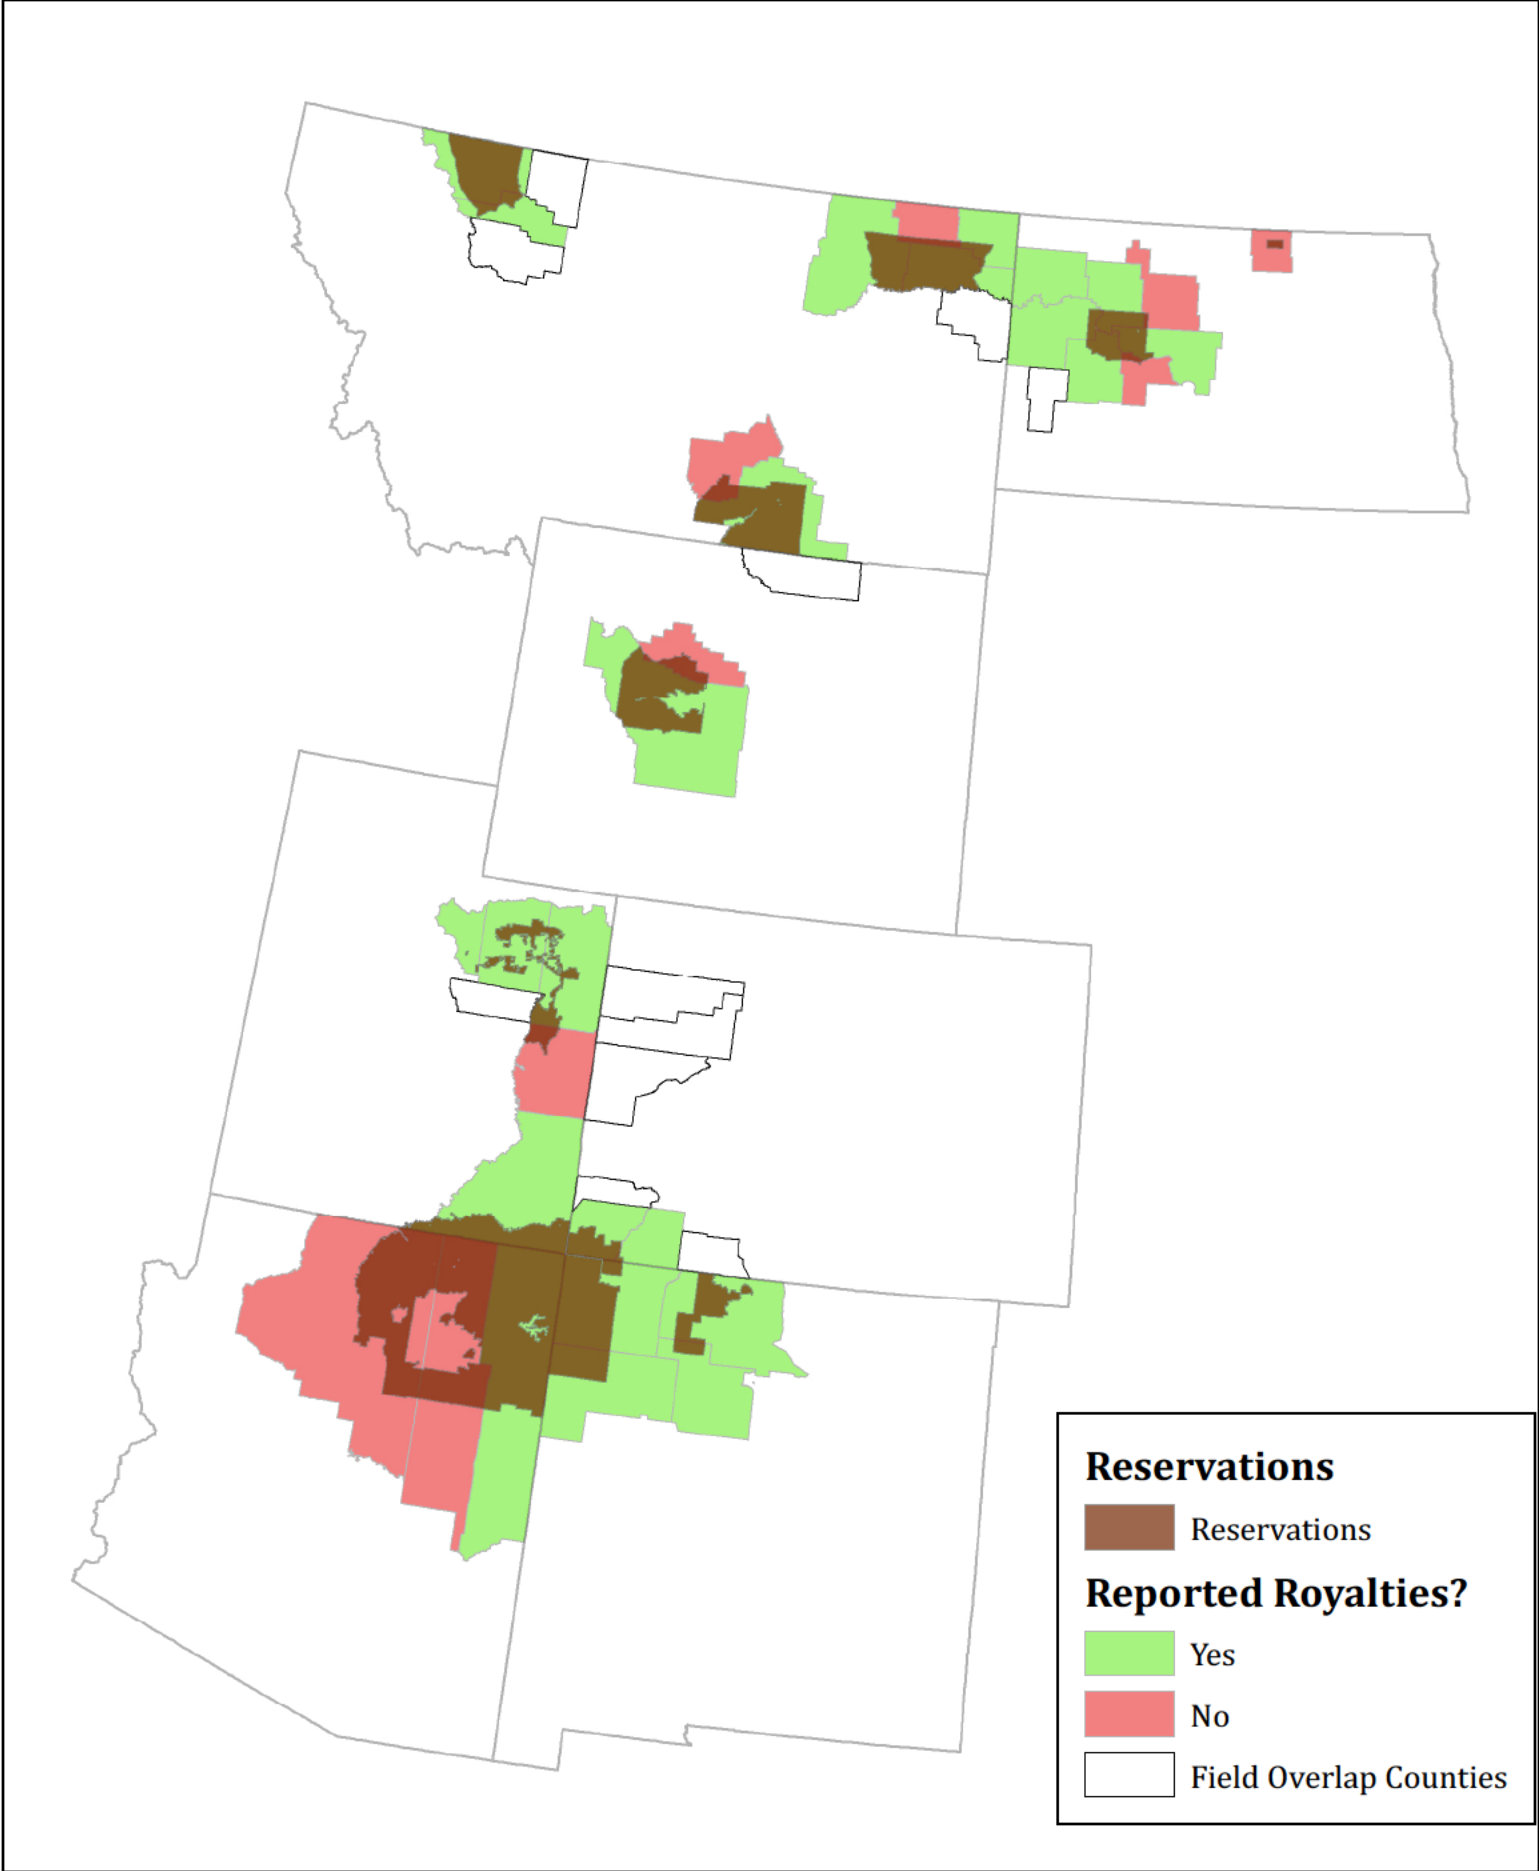 Reservations
Reservations
Reported Royalties?
Yes
No
Field Overlap Counties